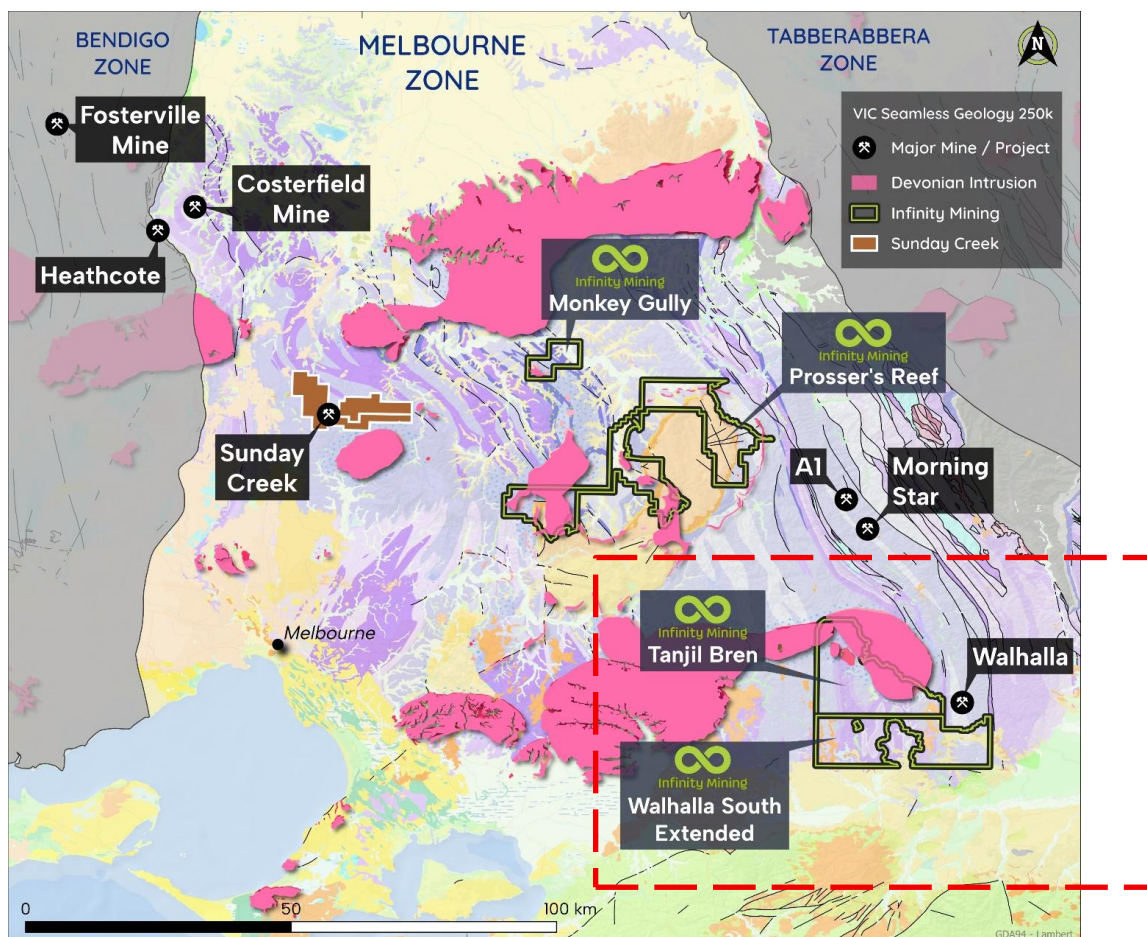 BENDIGO
ZONE
MELBOURNE
ZONE
TABBERABBERA
ZONE
N
Fosterville
Mine
Costerfield
Mine
Heathcote
VIC Seamless Geology 250k
Major Mine / Project
Devonian Intrusion
Infinity Mining
Sunday Creek
Infinity Mining
Monkey Gully
Infinity Mining
Prosser's Reef
Sunday
Creek
A1
Morning
Star
Melbourne
Infinity Mining
Tanjil Bren
Walhalla
Infinity Mining
Walhalla South
Extended
0
50
100 km
GDA94 - Lambert